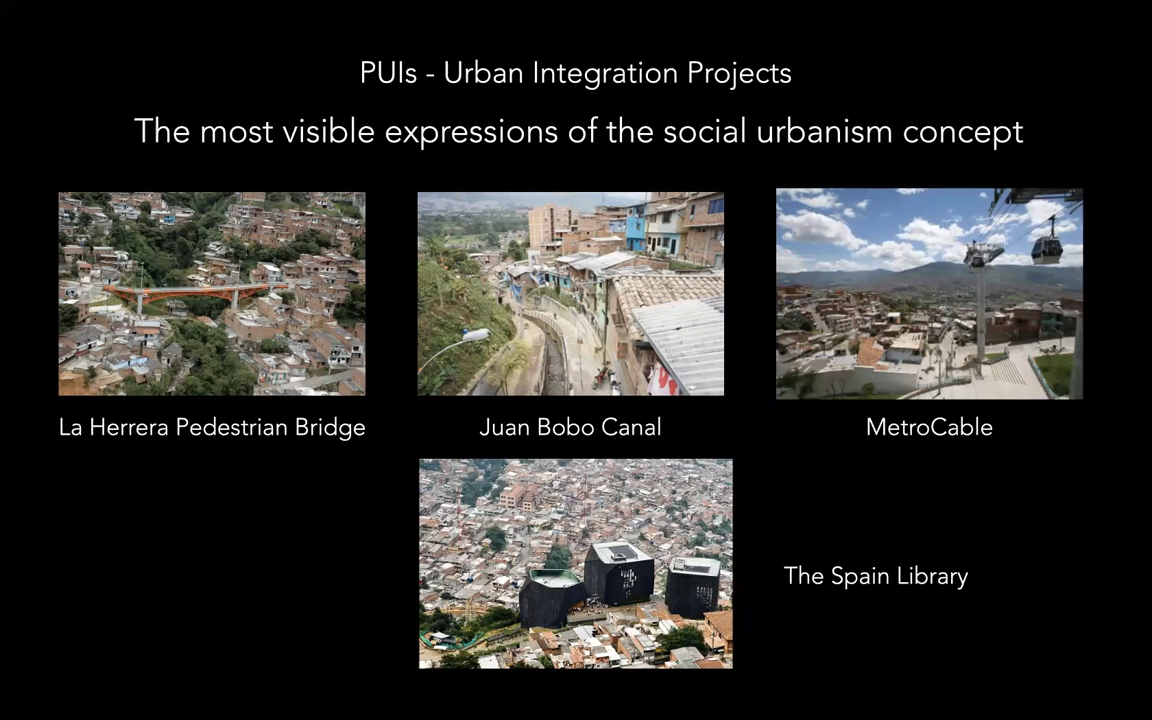 PUIs - Urban Integration Projects
The most visible expressions of the social urbanism concept
La Herrera Pedestrian Bridge
Juan Bobo Canal
MetroCable
The Spain Library